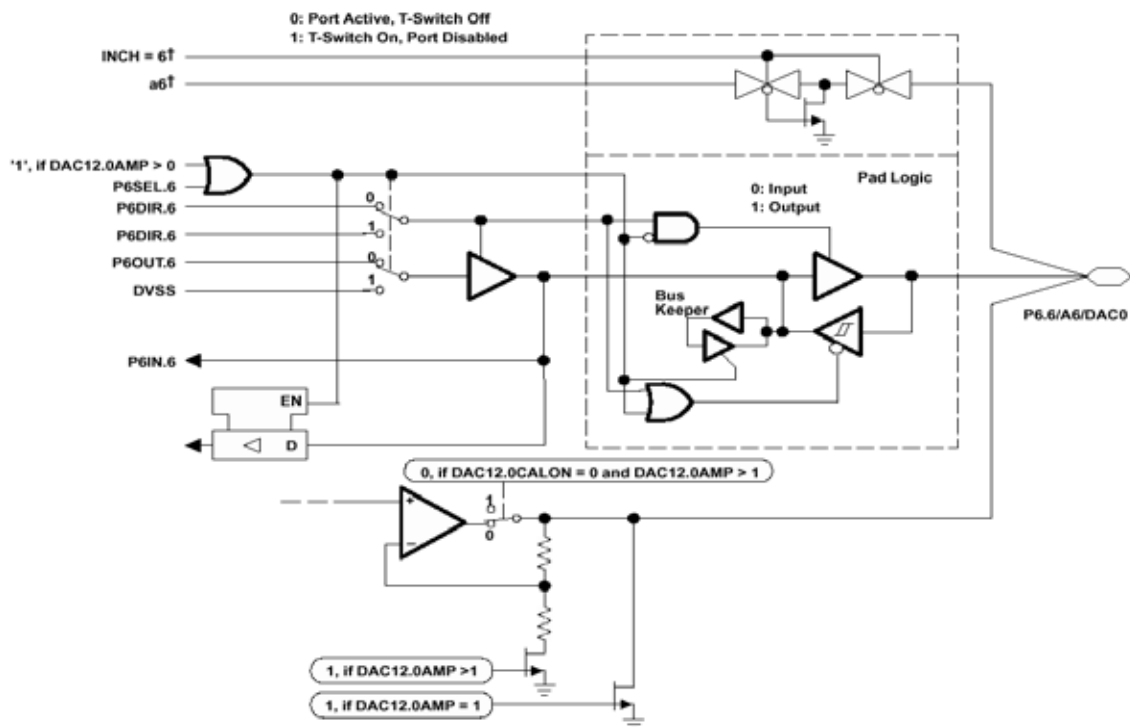 0: Port Active, T-Switch Off
1: T-Switch On, Port Disabled
INCH = 6†
a6†
'1', if DAC12.0AMP > 0
P6SEL.6
P6DIR.6
P6DIR.6
P6OUT.6
DVSS
0
1
0
1
Pad Logic
0: Input
1: Output
Bus
Keeper
P6.6/A6/DAC0
P6IN.6
EN
D
0, if DAC12.0CALON = 0 and DAC12.0AMP > 1
+
−
1
0
1, if DAC12.0AMP >1
1, if DAC12.0AMP = 1